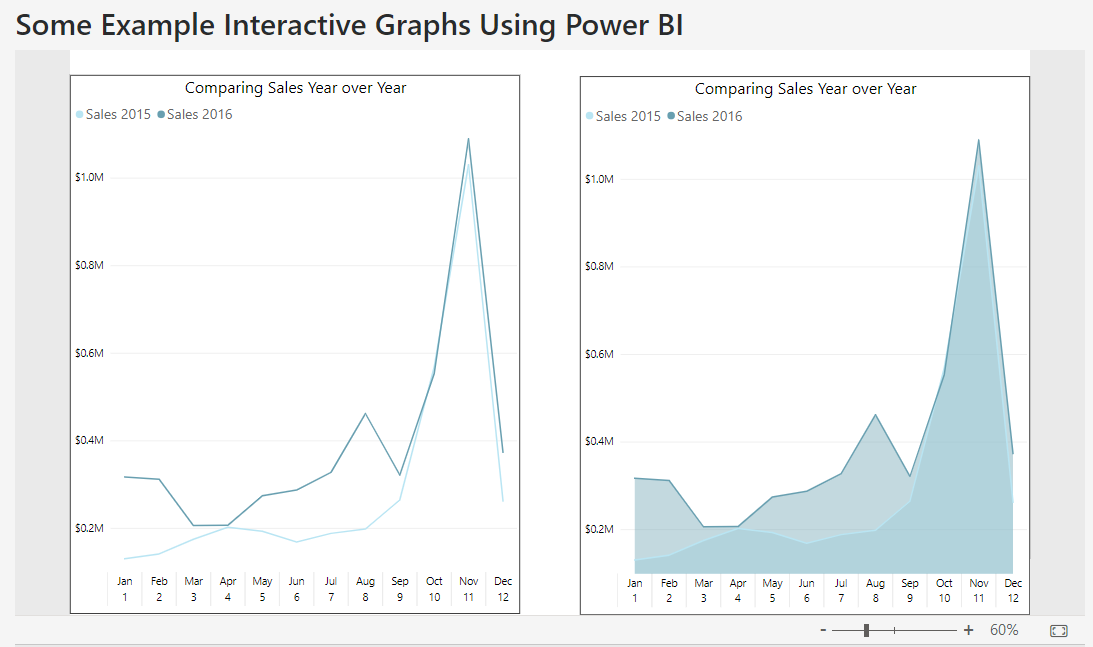 Some Example Interactive Graphs Using Power BI
Comparing Sales Year over Year
Sales 2015 Sales 2016
$1.0M
$0.8M
$0.6M
$0.4M
$0.2M
Jan Feb Mar Apr May Jun Jul Aug Sep Oct Nov Dec
1 2 3 4 5 6 7 8 9 10 11 12
Comparing Sales Year over Year
Sales 2015 Sales 2016
$1.0M
$0.8M
$0.6M
$0.4M
$0.2M
Jan Feb Mar Apr May Jun Jul Aug Sep Oct Nov Dec
1 2 3 4 5 6 7 8 9 10 11 12
- + 60%